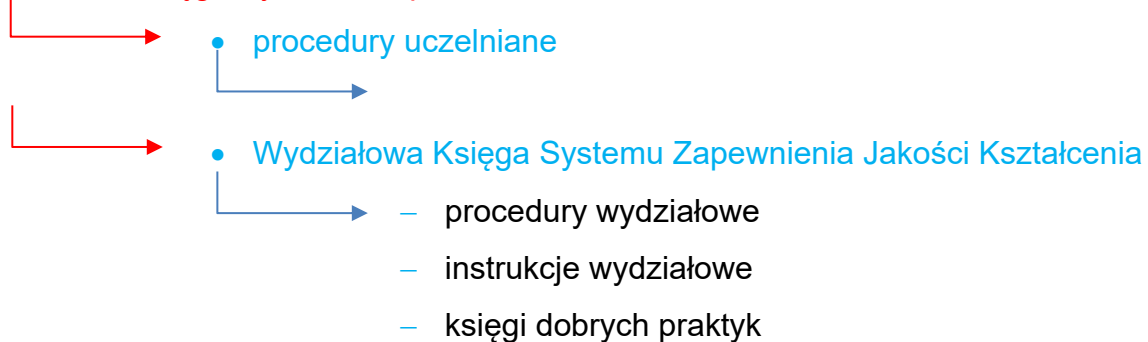 • procedury uczelniane
• Wydziałowa Księga Systemu Zapewnienia Jakości Kształcenia
– procedury wydziałowe
– instrukcje wydziałowe
– księgi dobrych praktyk